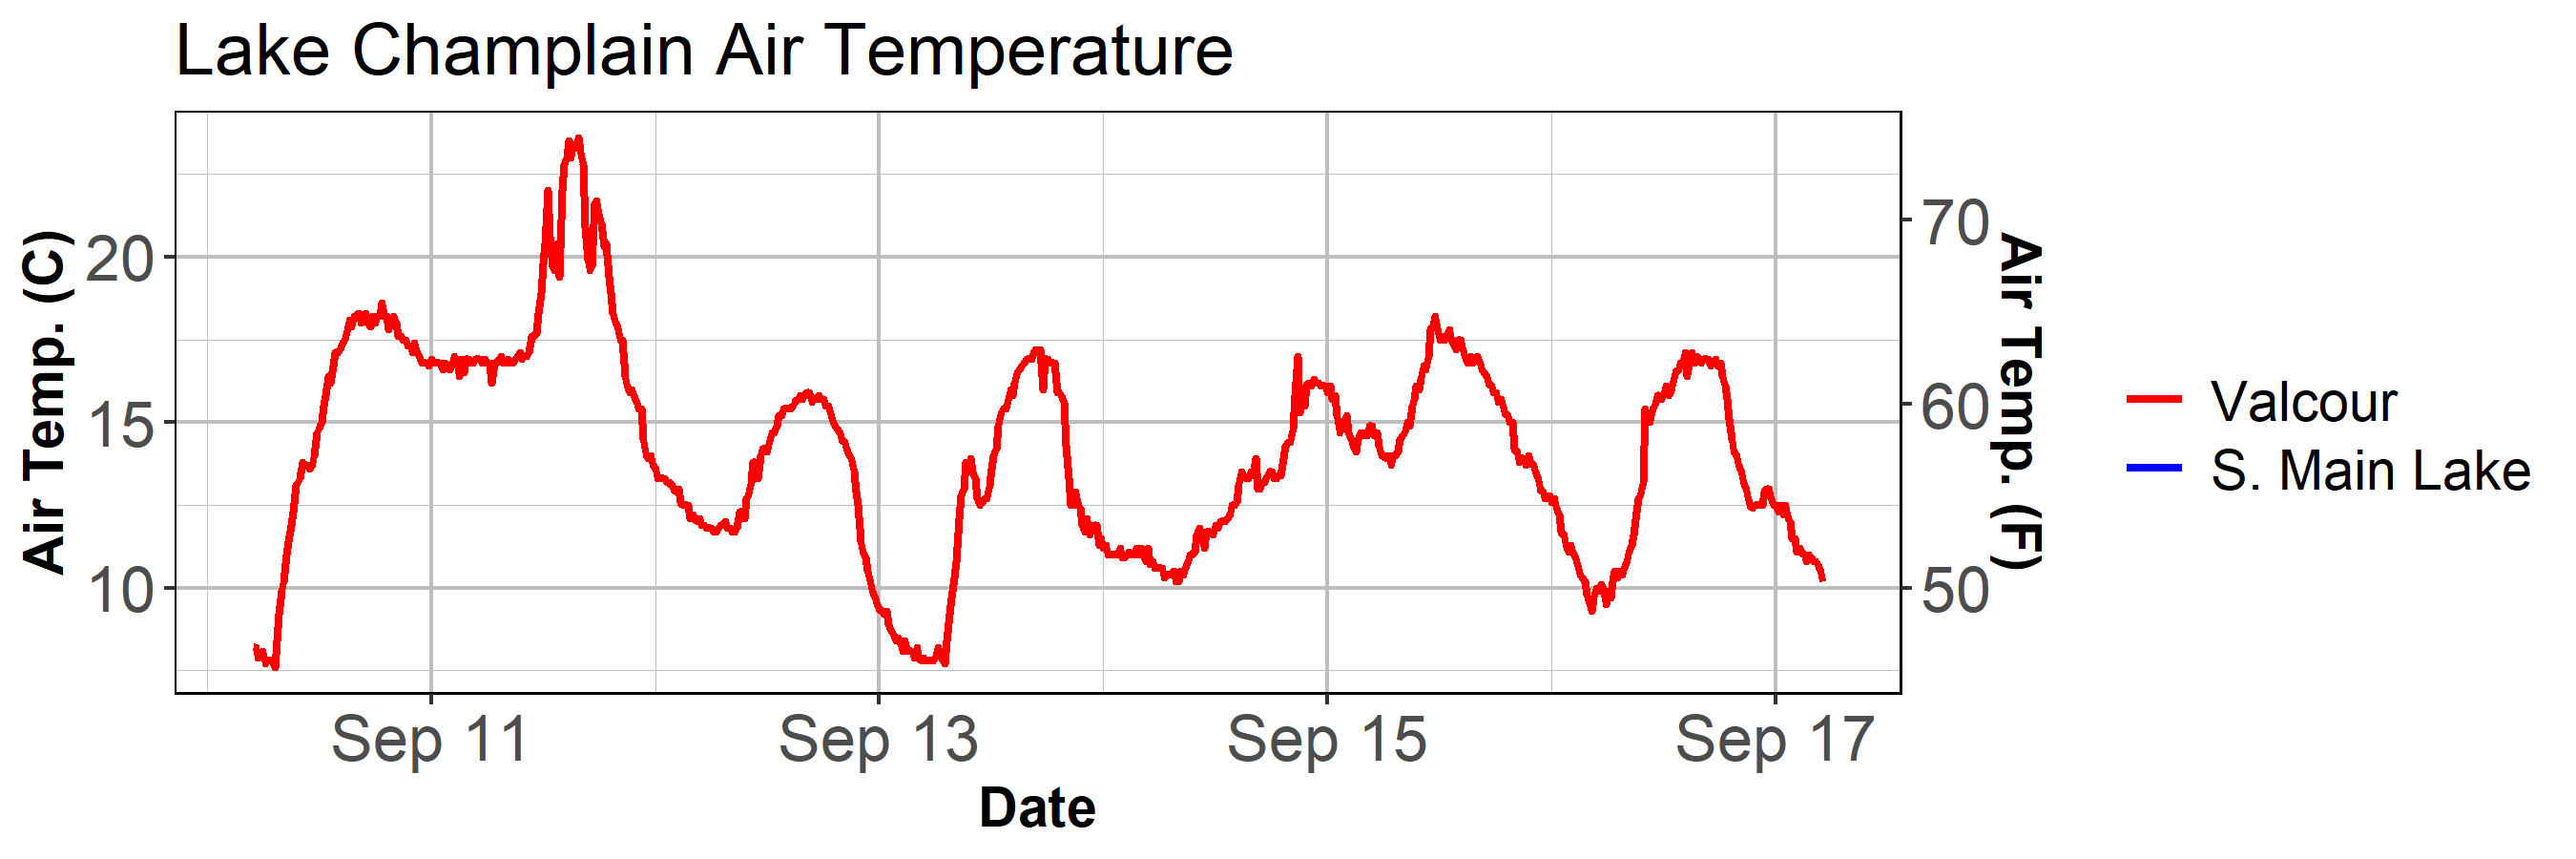 Lake Champlain Air Temperature
Air Temp. (C)
20
15
10
70
60
50
Air Temp. (F)
Sep 11
Sep 13
Sep 15
Sep 17
Date
Valcour
S. Main Lake